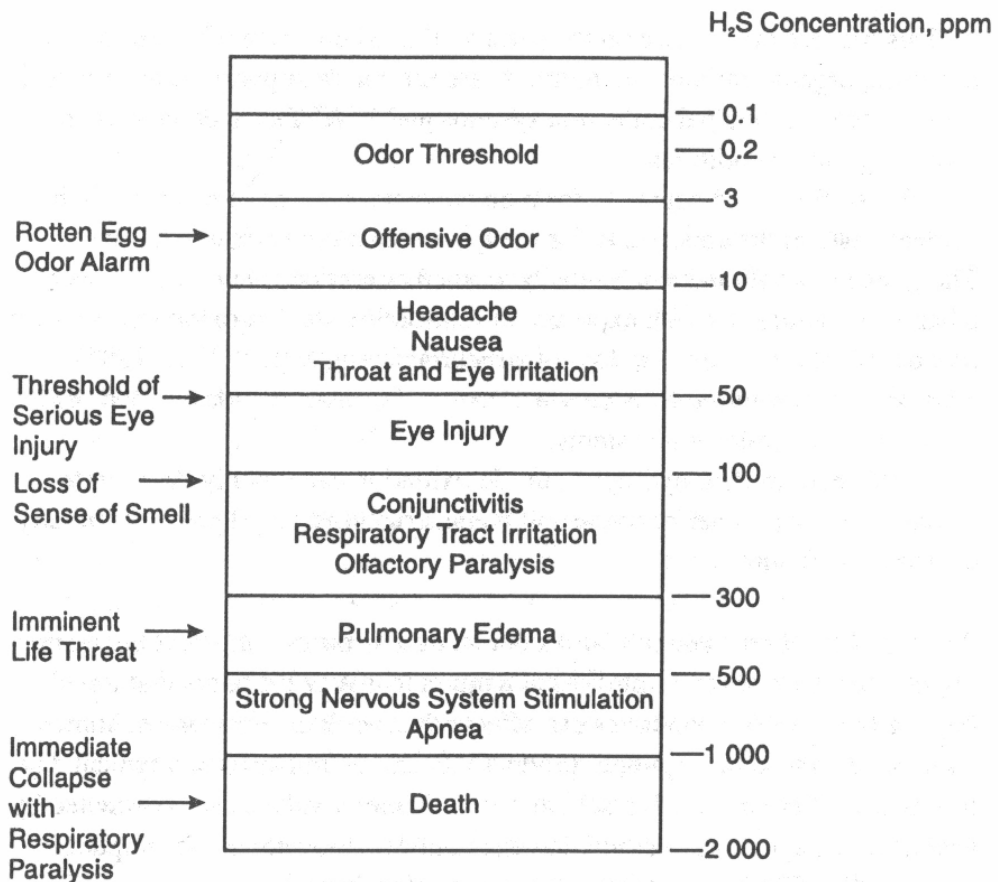 H₂S Concentration, ppm
0.1
Odor Threshold
0.2
3
Rotten Egg
Odor Alarm
Offensive Odor
10
Headache
Nausea
Throat and Eye Irritation
Threshold of
Serious Eye
Injury
50
Eye Injury
100
Loss of
Sense of Smell
Conjunctivitis
Respiratory Tract Irritation
Olfactory Paralysis
300
Imminent
Life Threat
Pulmonary Edema
500
Strong Nervous System Stimulation
Apnea
1 000
Immediate
Collapse
with
Respiratory
Paralysis
Death
2 000